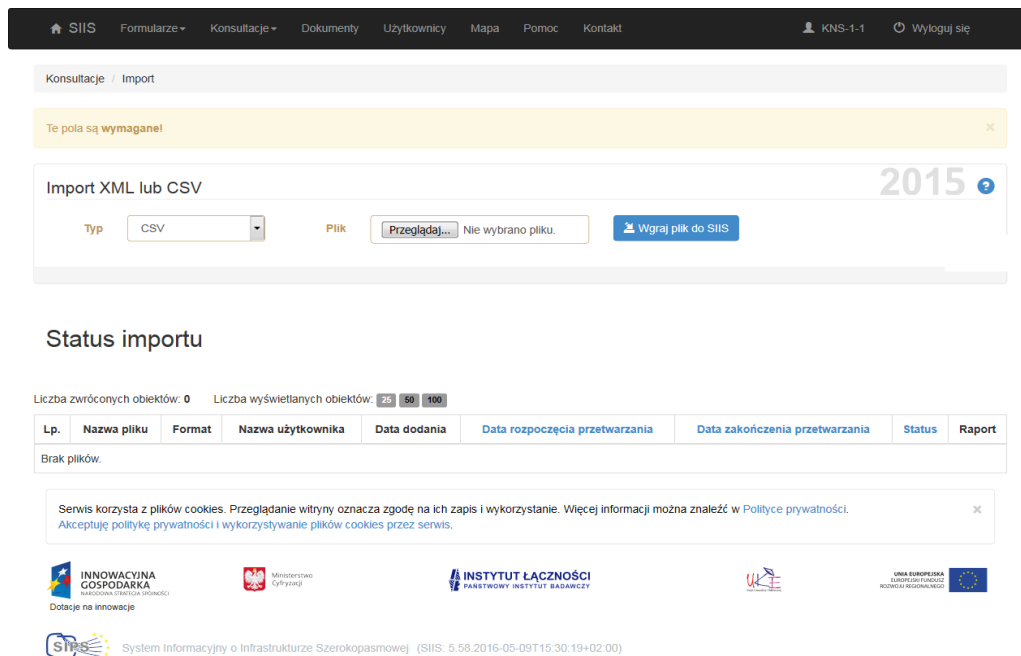 SIIS Formularze Konsultacje Dokumenty Użytkownicy Mapa Pomoc Kontakt KNS-1-1 Wyloguj się
Konsultacje / Import
Te pola są wymagane! ×
Import XML lub CSV 2015 ?
Typ CSV Plik Przeglądaj... Nie wybrano pliku. Wgraj plik do SIIS
Status importu
Liczba zwróconych obiektów: 0 Liczba wyświetlanych obiektów: 25 50 100
Lp. Nazwa pliku Format Nazwa użytkownika Data dodania Data rozpoczęcia przetwarzania Data zakończenia przetwarzania Status Raport
Brak plików.
Serwis korzysta z plików cookies. Przeglądanie witryny oznacza zgodę na ich zapis i wykorzystanie. Więcej informacji można znaleźć w Polityce prywatności. ×
Akceptuję politykę prywatności i wykorzystywanie plików cookies przez serwis.
INNOWACYJNA
GOSPODARKA
NARODOWA STRATEGIA SPÓJNOŚCI
Dotacje na innowacje
Ministerstwo
Cyfryzacji
INSTYTUT ŁĄCZNOŚCI
PAŃSTWOWY INSTYTUT BADAWCZY
UKE
UNIA EUROPEJSKA
EUROPEJSKI FUNDUSZ
ROZWOJU REGIONALNEGO
SIPS System Informacyjny o Infrastrukturze Szerokopasmowej (SIIS: 5.58.2016-05-09T15:30:19+02:00)